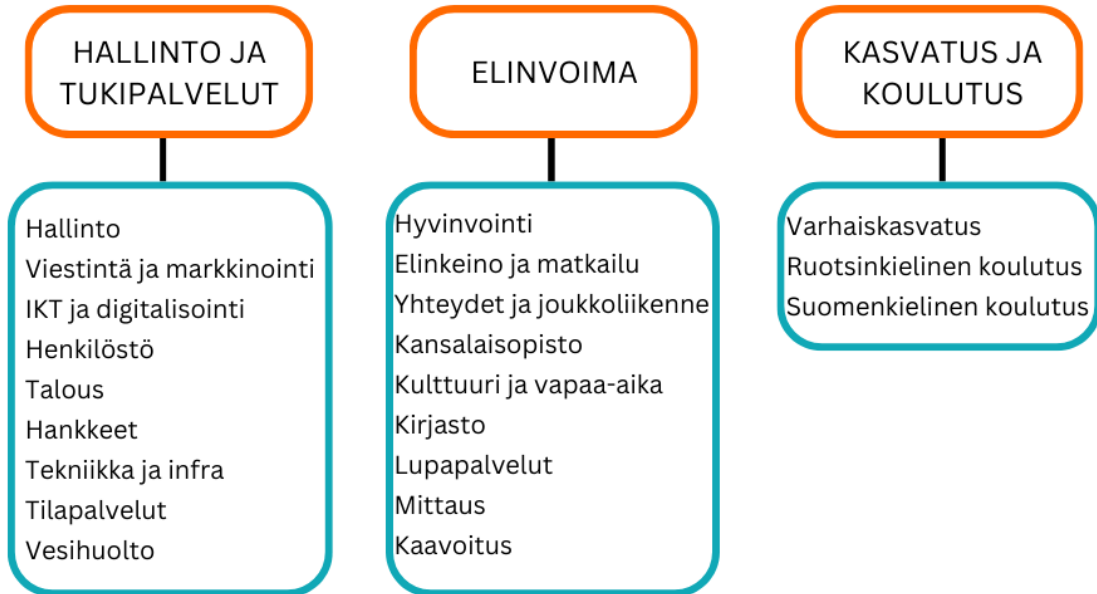 HALLINTO JA
TUKIPALVELUT
Hallinto
Viestintä ja markkinointi
IKT ja digitalisointi
Henkilöstö
Talous
Hankkeet
Tekniikka ja infra
Tilapalvelut
Vesihuolto
ELINVOIMA
Hyvinvointi
Elinkeino ja matkailu
Yhteydet ja joukkoliikenne
Kansalaisopisto
Kulttuuri ja vapaa-aika
Kirjasto
Lupapalvelut
Mittaus
Kaavoitus
KASVATUS JA
KOULUTUS
Varhaiskasvatus
Ruotsinkielinen koulutus
Suomenkielinen koulutus